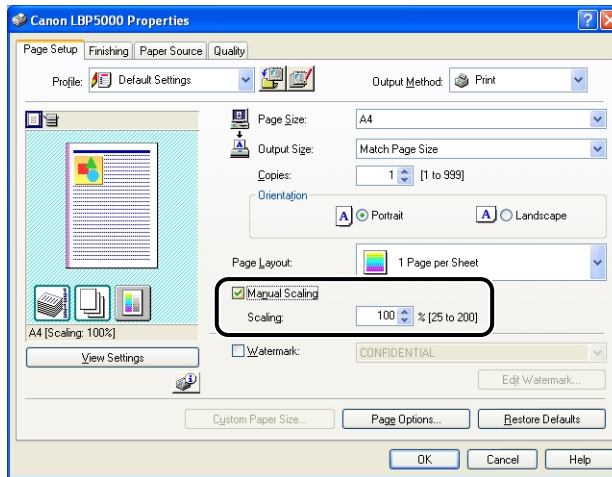 Canon LBP5000 Properties
Page Setup Finishing Paper Source Quality
Profile: Default Settings Output Method: Print
Page Size: A4
Output Size: Match Page Size
Copies: 1 [1 to 999]
Orientation
A Portrait A Landscape
Page Layout: 1 Page per Sheet
Manual Scaling
Scaling: 100 % [25 to 200]
A4 [Scaling: 100%]
View Settings
Watermark: CONFIDENTIAL
Edit Watermark...
Custom Paper Size... Page Options... Restore Defaults
OK Cancel Help